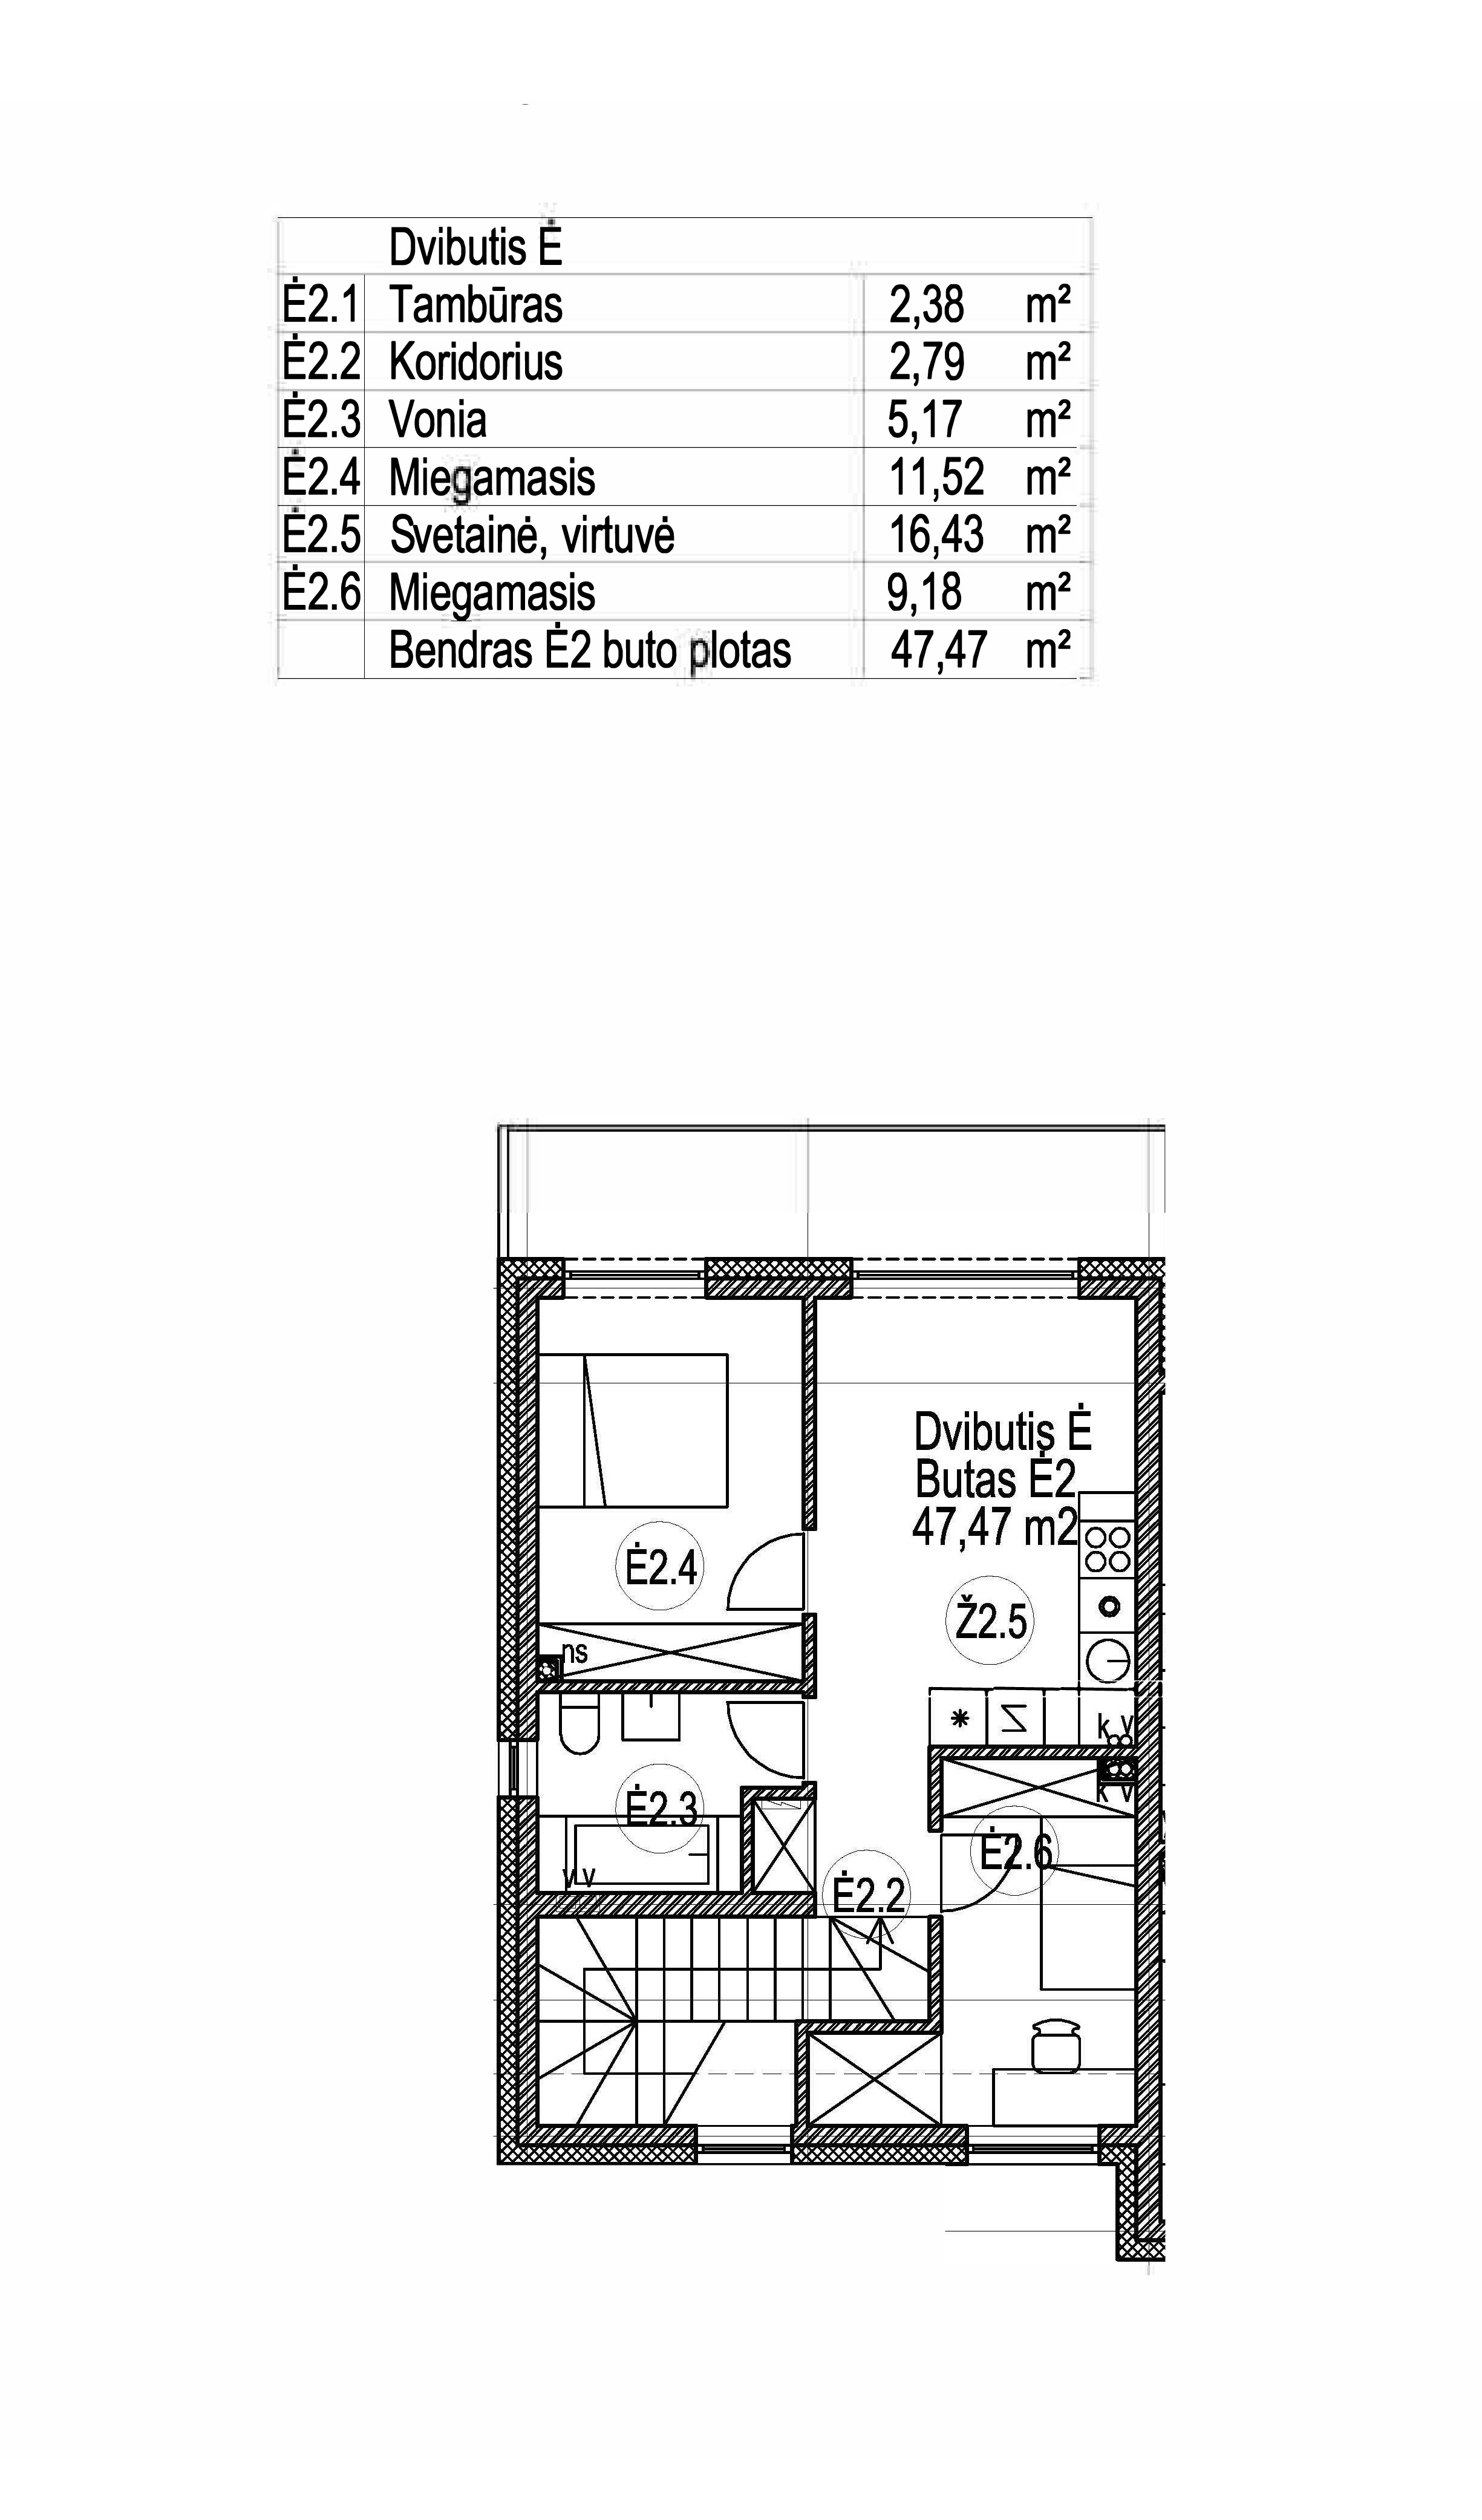 Dvibutis Ė
Ė2.1 Tambūras 2,38 m²
Ė2.2 Koridorius 2,79 m²
Ė2.3 Vonia 5,17 m²
Ė2.4 Miegamasis 11,52 m²
Ė2.5 Svetainė, virtuvė 16,43 m²
Ė2.6 Miegamasis 9,18 m²
Bendras Ė2 buto plotas 47,47 m²
Dvibutis Ė
Butas Ė2
47,47 m2
Ė2.4
Ž2.5
ns
k v
k v
Ė2.3
Ė2.6
v v
Ė2.2